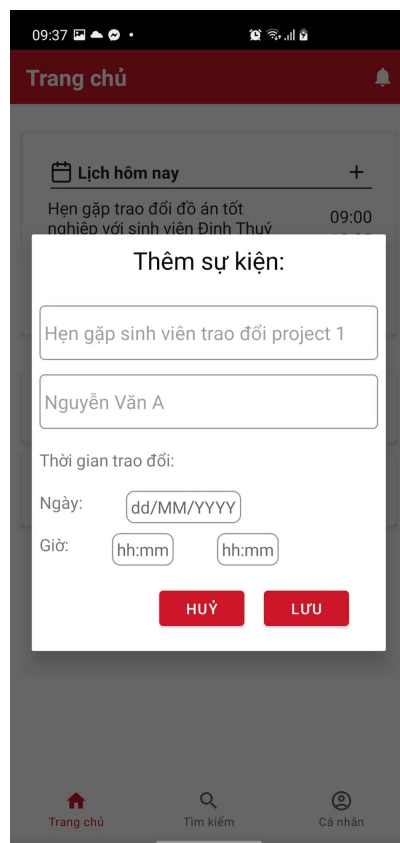 09:37
Trang chủ
Lịch hôm nay +
Hẹn gặp trao đổi đồ án tốt 09:00
nghiệp với sinh viên Đinh Thuý
Thêm sự kiện:
Hẹn gặp sinh viên trao đổi project 1
Nguyễn Văn A
Thời gian trao đổi:
Ngày: dd/MM/YYYY
Giờ: hh:mm hh:mm
HUỶ LƯU
Trang chủ Tìm kiếm Cá nhân